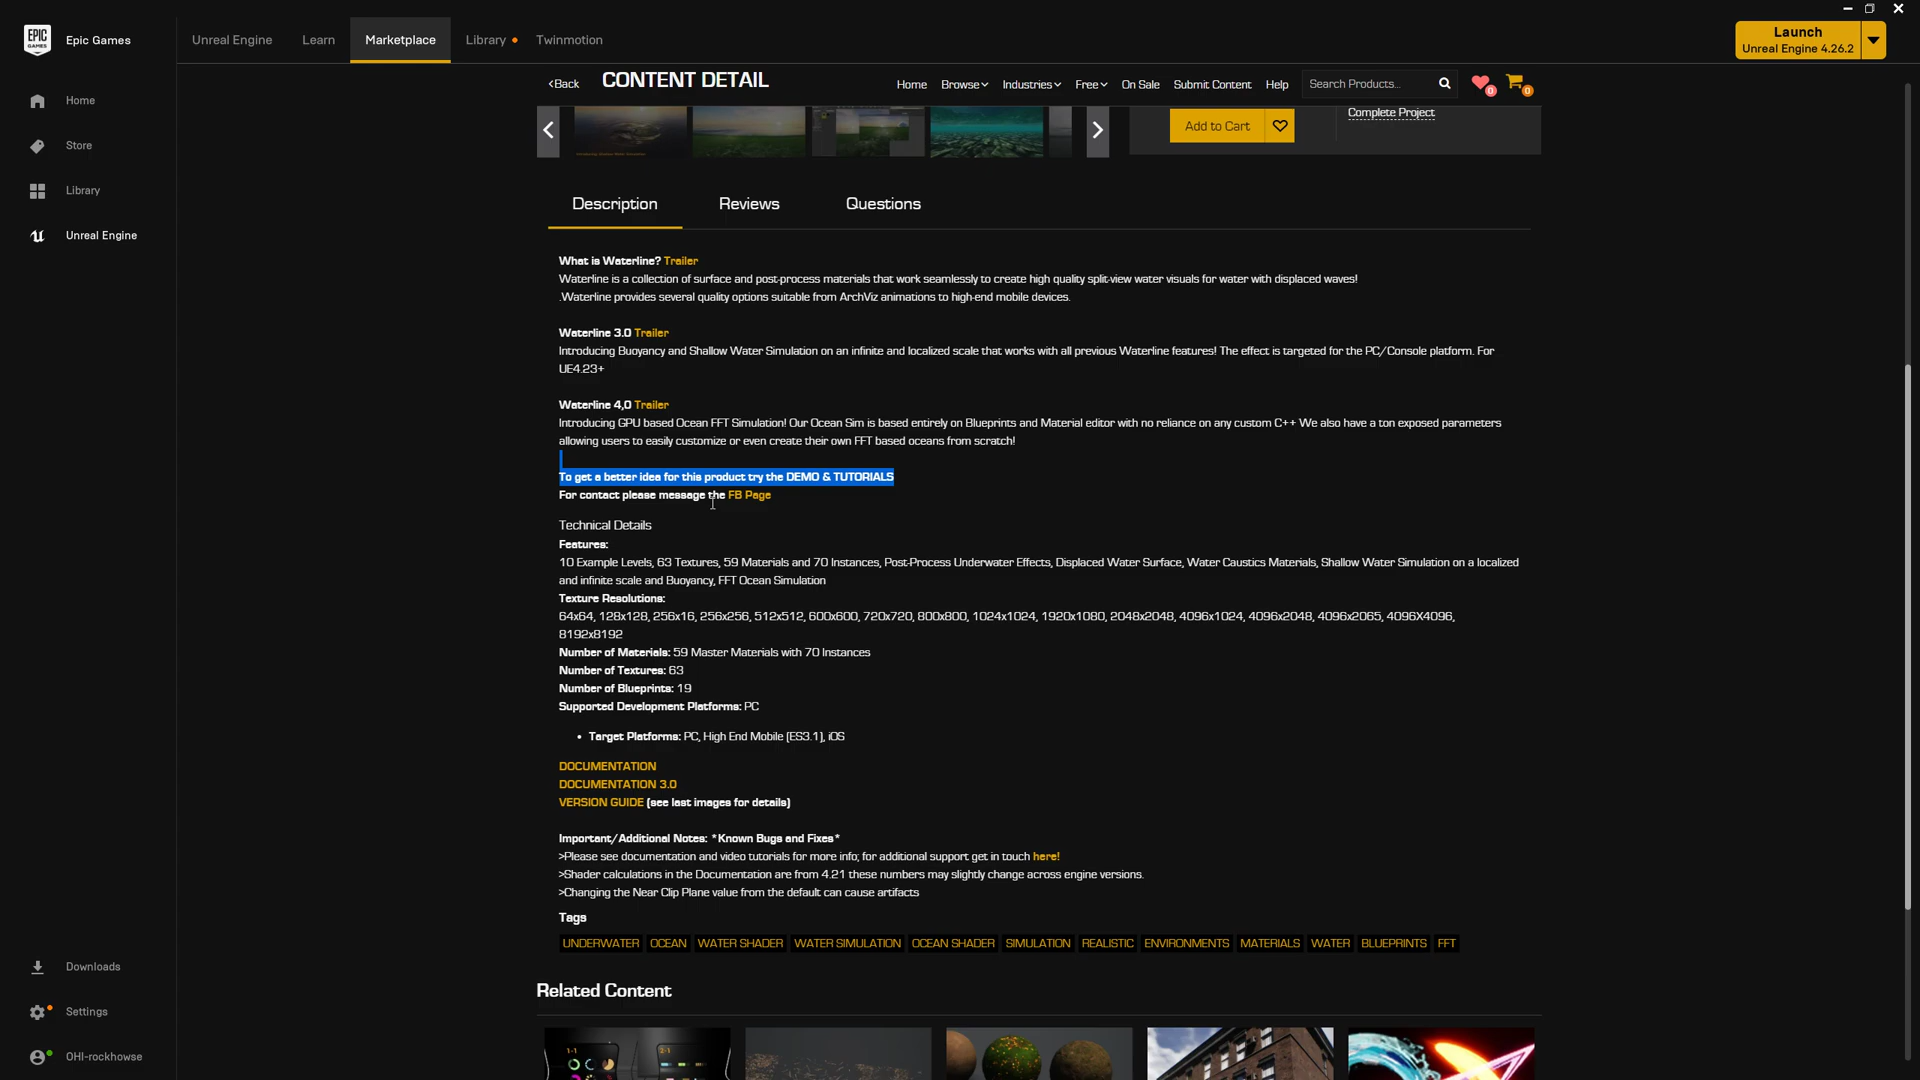 EPIC GAMES
Epic Games
Unreal Engine
Learn
Marketplace
Library
Twinmotion
Launch
Unreal Engine 4.26.2
Home
Store
Library
Unreal Engine
Downloads
Settings
OHI-rockhowse
<Back
CONTENT DETAIL
Home
Browse
Industries
Free
On Sale
Submit Content
Help
Search Products...
0
0
Add to Cart
Complete Project
Description
Reviews
Questions
What is Waterline? Trailer
Waterline is a collection of surface and post-process materials that work seamlessly to create high quality split-view water visuals for water with displaced waves!
.Waterline provides several quality options suitable from ArchViz animations to high-end mobile devices.
Waterline 3.0 Trailer
Introducing Buoyancy and Shallow Water Simulation on an infinite and localized scale that works with all previous Waterline features! The effect is targeted for the PC/Console platform. For
UE4.23+
Waterline 4,0 Trailer
Introducing GPU based Ocean FFT Simulation! Our Ocean Sim is based entirely on Blueprints and Material editor with no reliance on any custom C++ We also have a ton exposed parameters
allowing users to easily customize or even create their own FFT based oceans from scratch!
To get a better idea for this product try the DEMO & TUTORIALS
For contact please message the FB Page
Technical Details
Features:
10 Example Levels, 63 Textures, 59 Materials and 70 Instances, Post-Process Underwater Effects, Displaced Water Surface, Water Caustics Materials, Shallow Water Simulation on a localized
and infinite scale and Buoyancy, FFT Ocean Simulation
Texture Resolutions:
64x64, 128x128, 256x16, 256x256, 512x512, 600x600, 720x720, 800x800, 1024x1024, 1920x1080, 2048x2048, 4096x1024, 4096x2048, 4096x2065, 4096X4096,
8192x8192
Number of Materials: 59 Master Materials with 70 Instances
Number of Textures: 63
Number of Blueprints: 19
Supported Development Platforms: PC
• Target Platforms: PC, High End Mobile [ES3.1], iOS
DOCUMENTATION
DOCUMENTATION 3.0
VERSION GUIDE (see last images for details)
Important/Additional Notes: *Known Bugs and Fixes*
>Please see documentation and video tutorials for more info; for additional support get in touch here!
>Shader calculations in the Documentation are from 4.21 these numbers may slightly change across engine versions.
>Changing the Near Clip Plane value from the default can cause artifacts
Tags
UNDERWATER OCEAN WATER SHADER WATER SIMULATION OCEAN SHADER SIMULATION REALISTIC ENVIRONMENTS MATERIALS WATER BLUEPRINTS FFT
Related Content
1-1
2-1